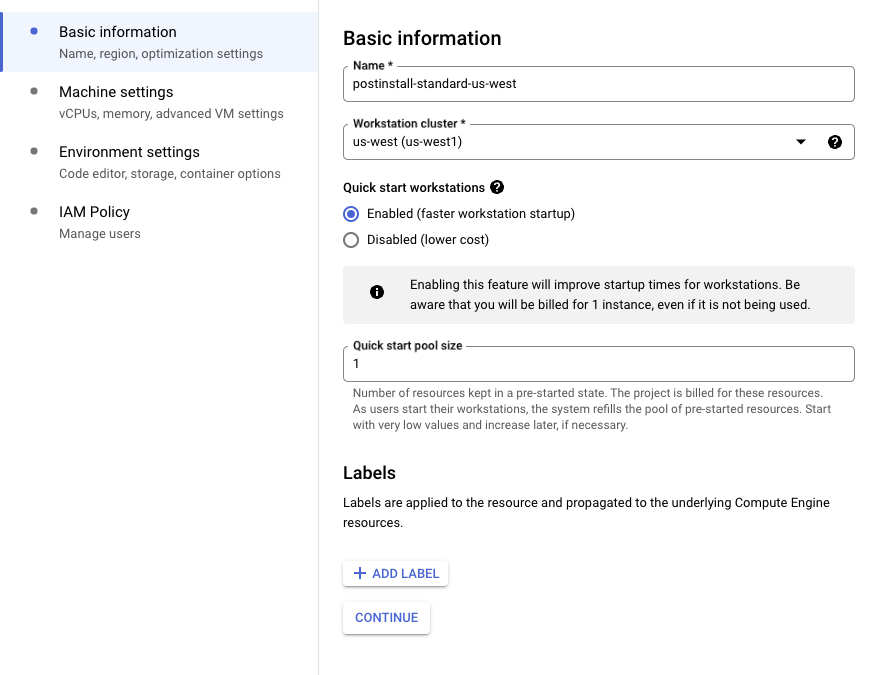 Basic information
Name, region, optimization settings
Machine settings
vCPUs, memory, advanced VM settings
Environment settings
Code editor, storage, container options
IAM Policy
Manage users
Basic information
Name *
postinstall-standard-us-west
Workstation cluster *
us-west (us-west1)
Quick start workstations
Enabled (faster workstation startup)
Disabled (lower cost)
Enabling this feature will improve startup times for workstations. Be
aware that you will be billed for 1 instance, even if it is not being used.
Quick start pool size
1
Number of resources kept in a pre-started state. The project is billed for these resources.
As users start their workstations, the system refills the pool of pre-started resources. Start
with very low values and increase later, if necessary.
Labels
Labels are applied to the resource and propagated to the underlying Compute Engine
resources.
ADD LABEL
CONTINUE